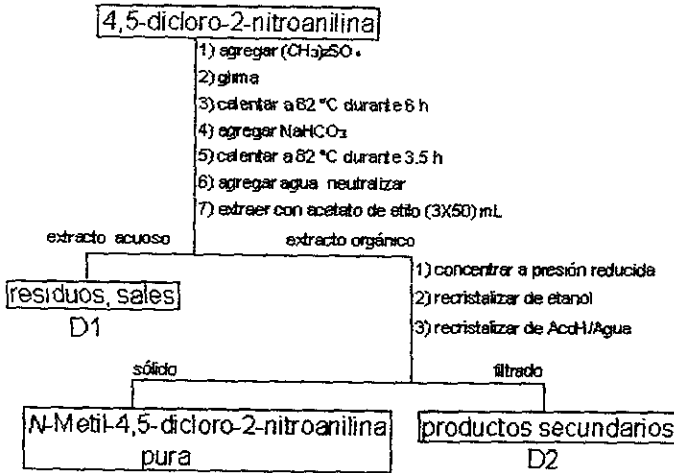 4,5-dicloro-2-nitroanilina
1) agregar (CH₃)₂SO₄
2) glima
3) calentar a 82 °C durante 6 h
4) agregar NaHCO₃
5) calentar a 82 °C durante 3.5 h
6) agregar agua neutralizar
7) extraer con acetato de etilo (3X50) mL
extracto acuoso
extracto orgánico
residuos, sales
D1
1) concentrar a presión reducida
2) recristalizar de etanol
3) recristalizar de AcOH/Agua
sólido
filtrado
N-Metil-4,5-dicloro-2-nitroanilina
pura
productos secundarios
D2